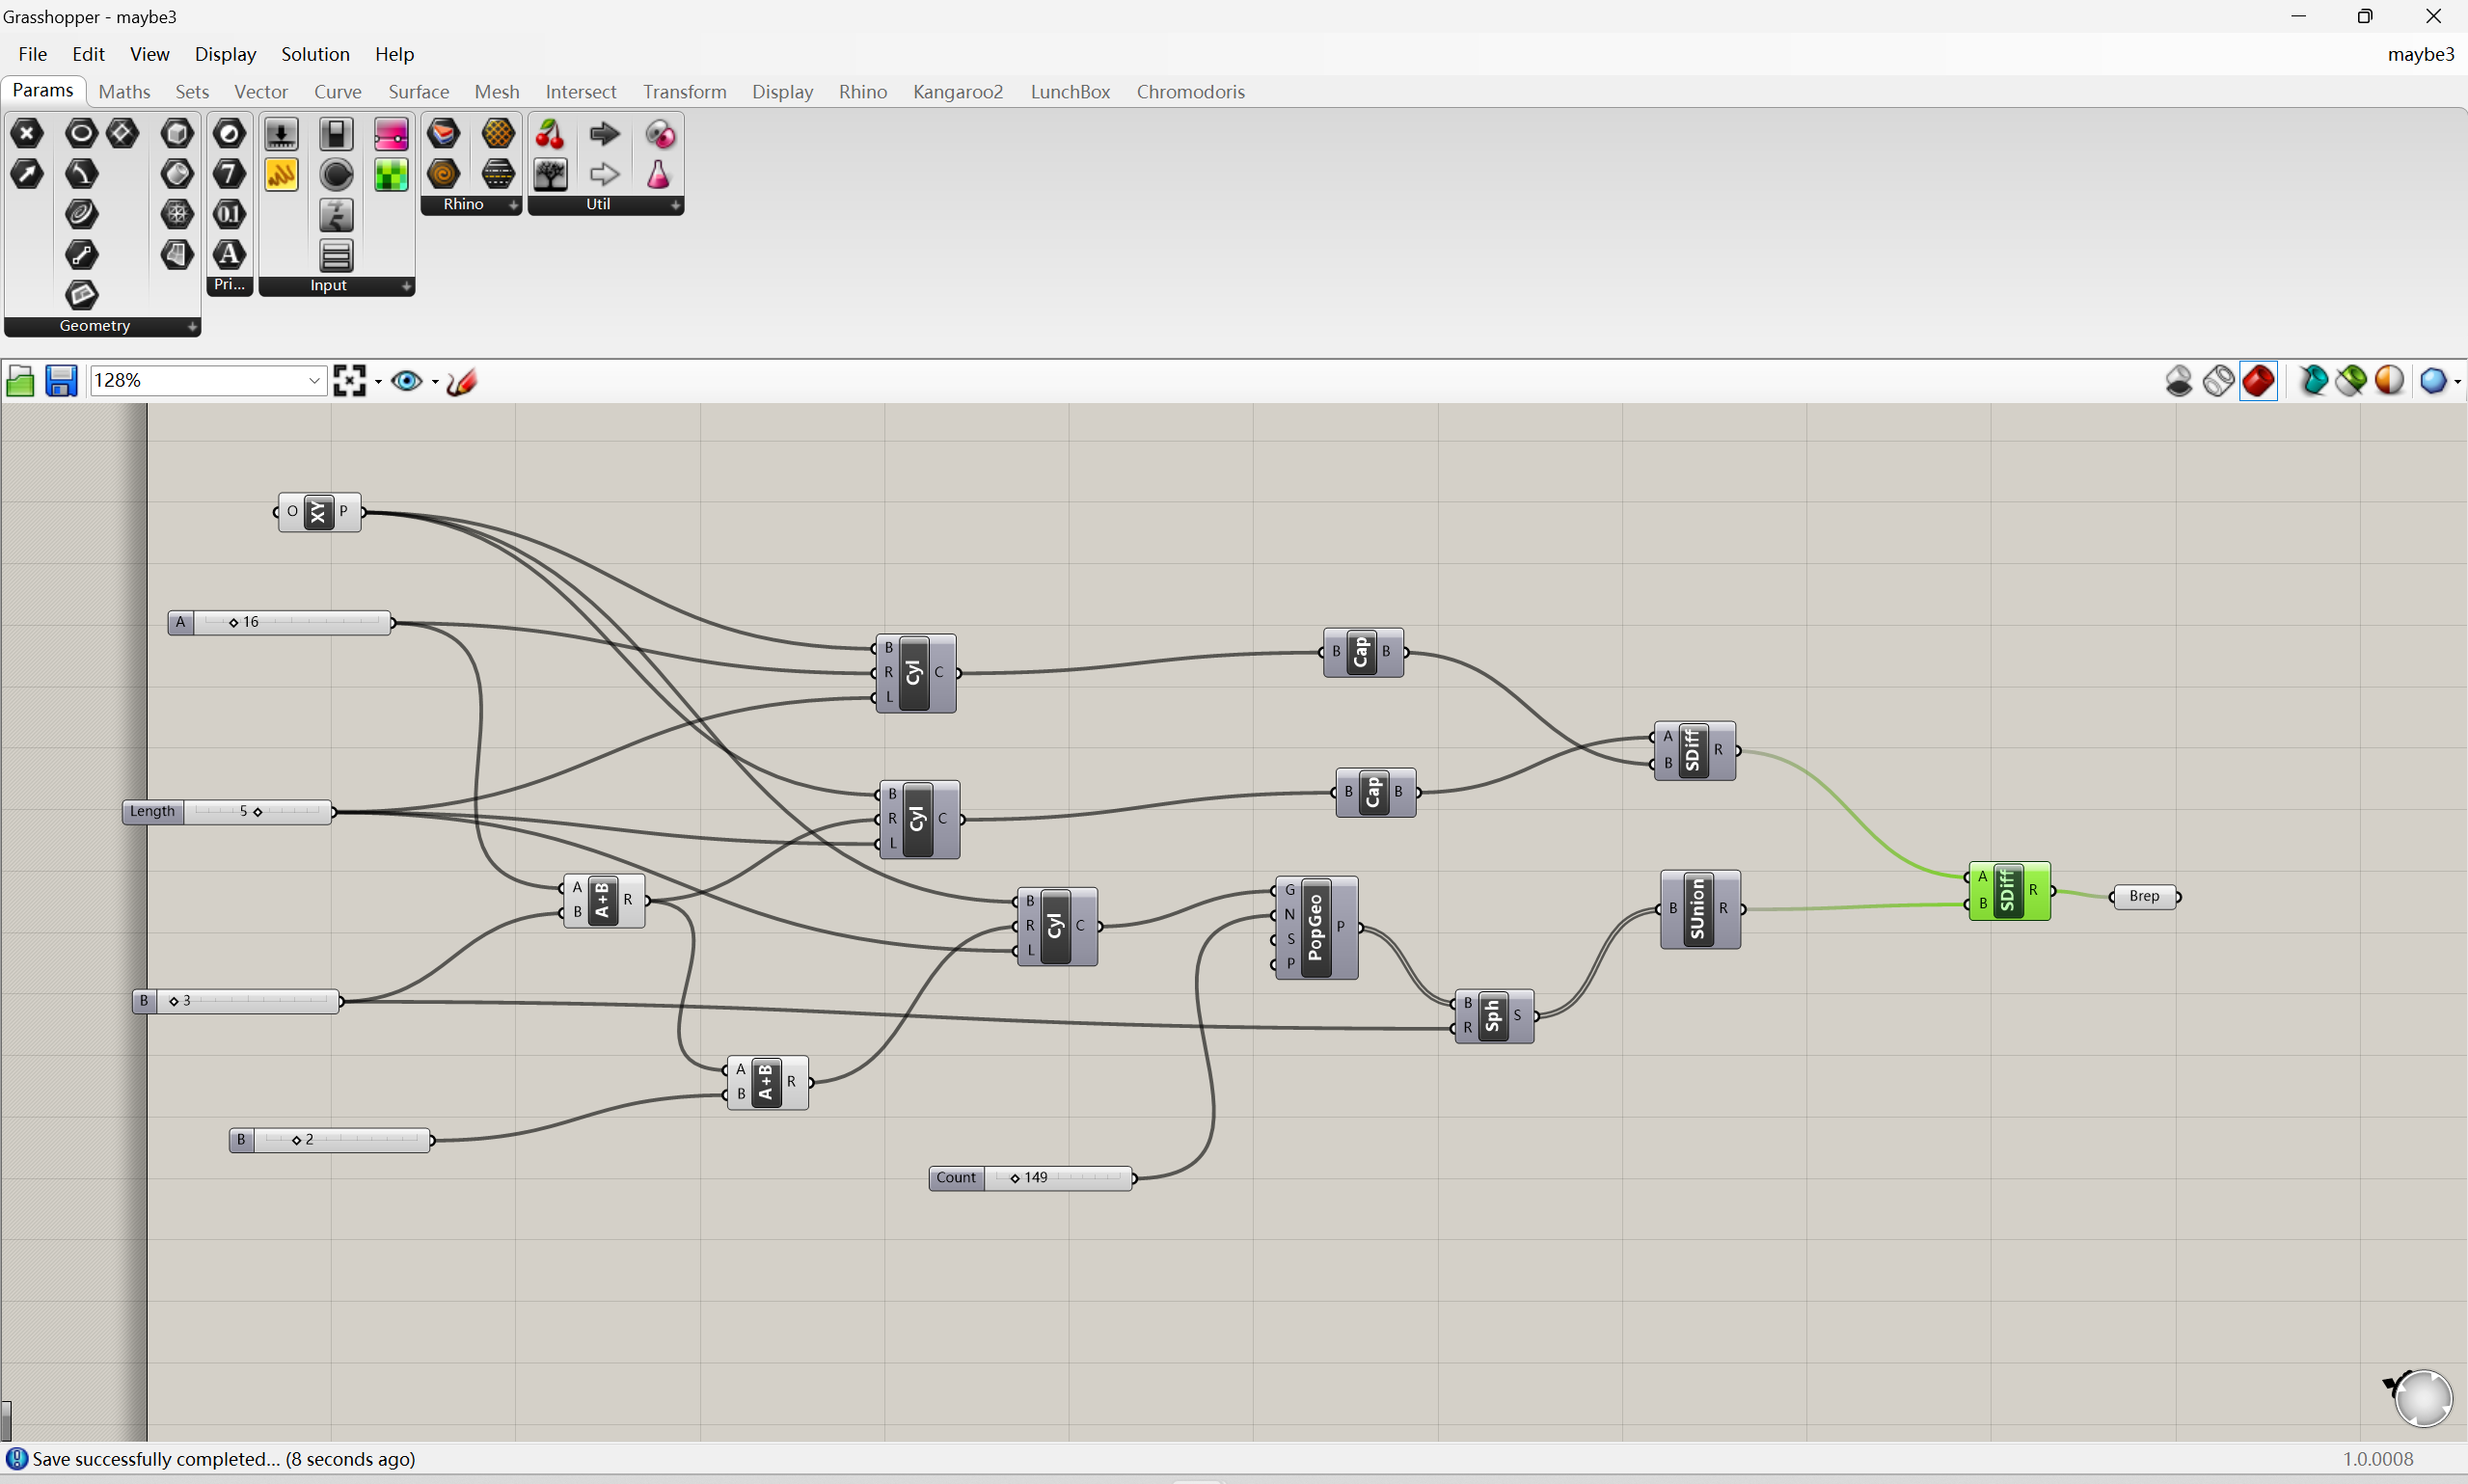 Grasshopper - maybe3
File Edit View Display Solution Help maybe3
Params Maths Sets Vector Curve Surface Mesh Intersect Transform Display Rhino Kangaroo2 LunchBox Chromodoris
7
0.1
A
Geometry Pri... Input Rhino Util
128%
O XY P
A 16
B R L Cyl C
B Cap B
A B SDiff R
Length 5
B R L Cyl C
B Cap B
A B A+B R
B R L Cyl C
G N S P PopGeo P
B SUnion R
A B SDiff R
Brep
B 3
B R Sph S
A B A+B R
B 2
Count 149
Save successfully completed... (8 seconds ago) 1.0.0008